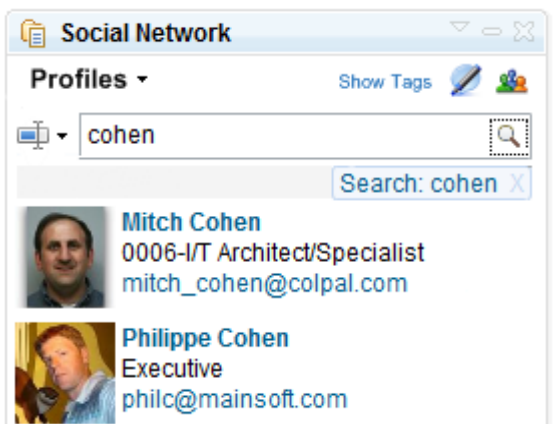 Social Network
Profiles Show Tags
cohen
Search: cohen X
Mitch Cohen
0006-I/T Architect/Specialist
mitch_cohen@colpal.com
Philippe Cohen
Executive
philc@mainsoft.com